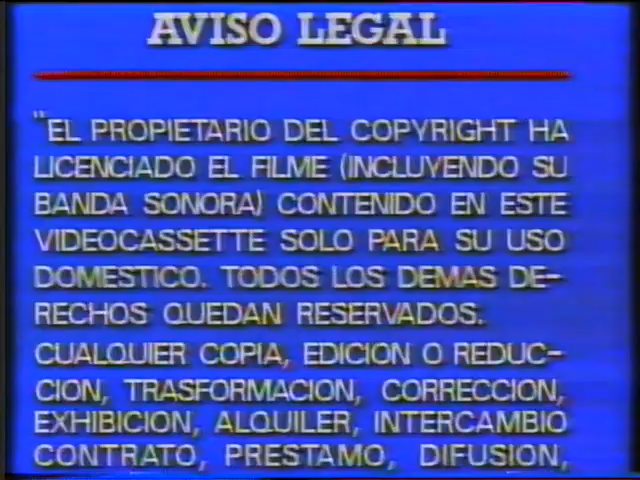 AVISO LEGAL
"EL PROPIETARIO DEL COPYRIGHT HA
LICENCIADO EL FILME (INCLUYENDO SU
BANDA SONORA) CONTENIDO EN ESTE
VIDEOCASSETTE SOLO PARA SU USO
DOMESTICO. TODOS LOS DEMAS DE-
RECHOS QUEDAN RESERVADOS.
CUALQUIER COPIA, EDICION O REDUC-
CION, TRASFORMACION, CORRECCION,
EXHIBICION, ALQUILER, INTERCAMBIO
CONTRATO, PRESTAMO, DIFUSION,